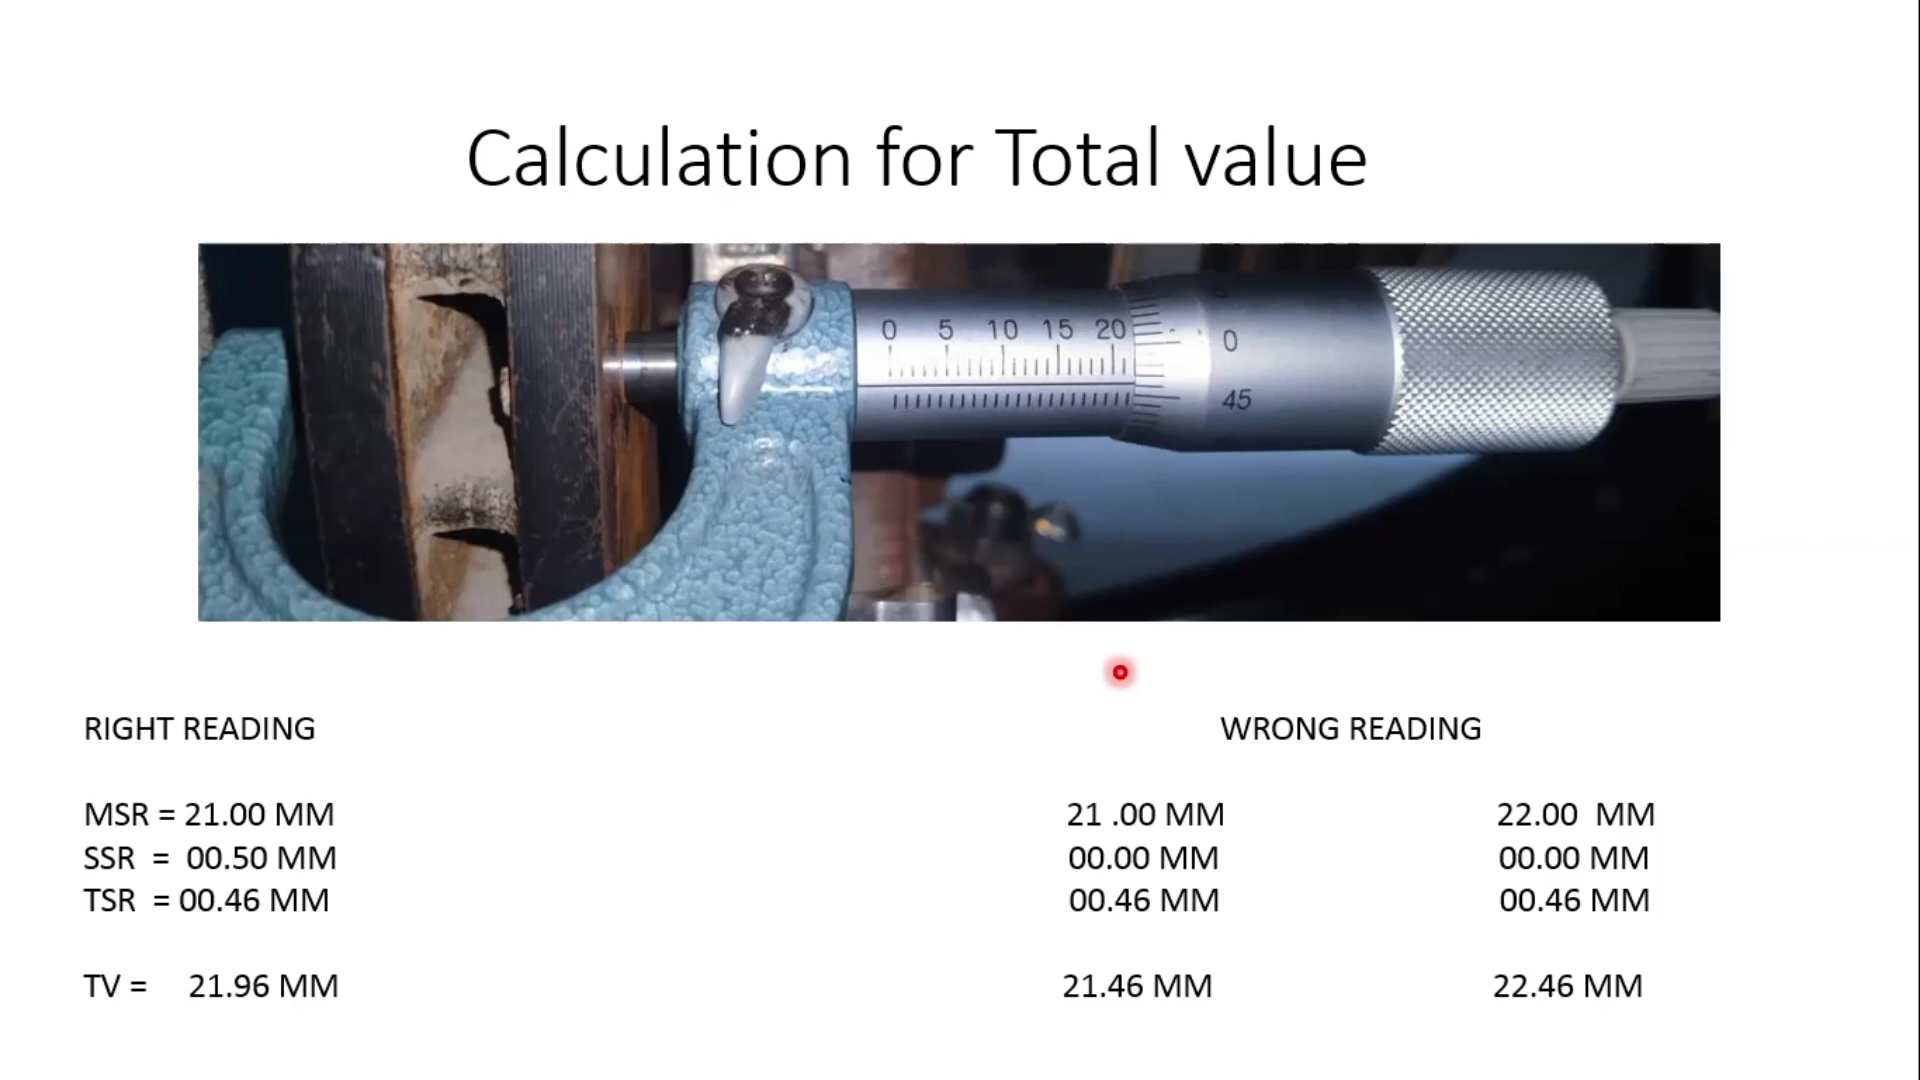 Calculation for Total value
0 5 10 15 20
0
45
RIGHT READING
WRONG READING
MSR = 21.00 MM
21 .00 MM
22.00 MM
SSR = 00.50 MM
00.00 MM
00.00 MM
TSR = 00.46 MM
00.46 MM
00.46 MM
TV = 21.96 MM
21.46 MM
22.46 MM